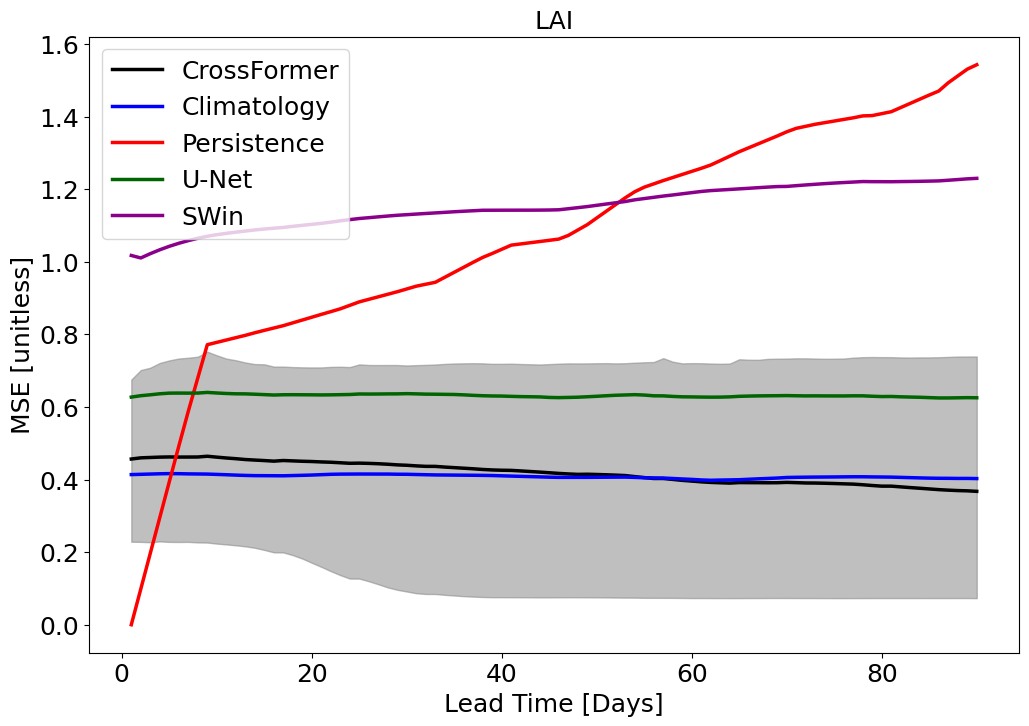 LAI
1.6
1.4
1.2
1.0
0.8
0.6
0.4
0.2
0.0
MSE [unitless]
CrossFormer
Climatology
Persistence
U-Net
SWin
0
20
40
60
80
Lead Time [Days]